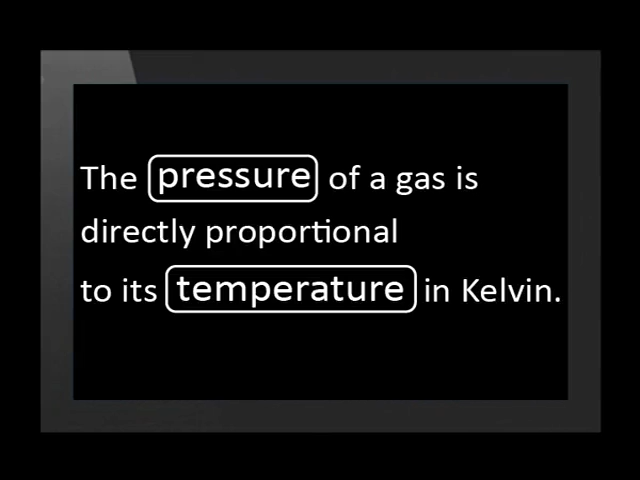 The pressure of a gas is
directly proportional
to its temperature in Kelvin.